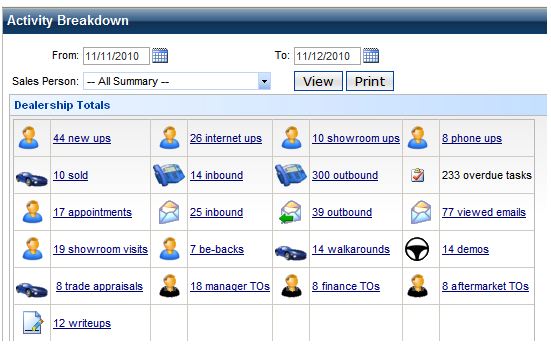 Activity Breakdown
From: 11/11/2010 To: 11/12/2010
Sales Person: -- All Summary -- View Print
Dealership Totals
44 new ups 26 internet ups 10 showroom ups 8 phone ups
10 sold 14 inbound 300 outbound 233 overdue tasks
17 appointments 25 inbound 39 outbound 77 viewed emails
19 showroom visits 7 be-backs 14 walkarounds 14 demos
8 trade appraisals 18 manager TOs 8 finance TOs 8 aftermarket TOs
12 writeups